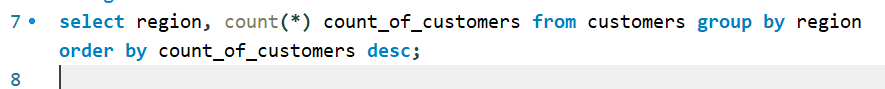 7 select region, count(*) count_of_customers from customers group by region
order by count_of_customers desc;
8